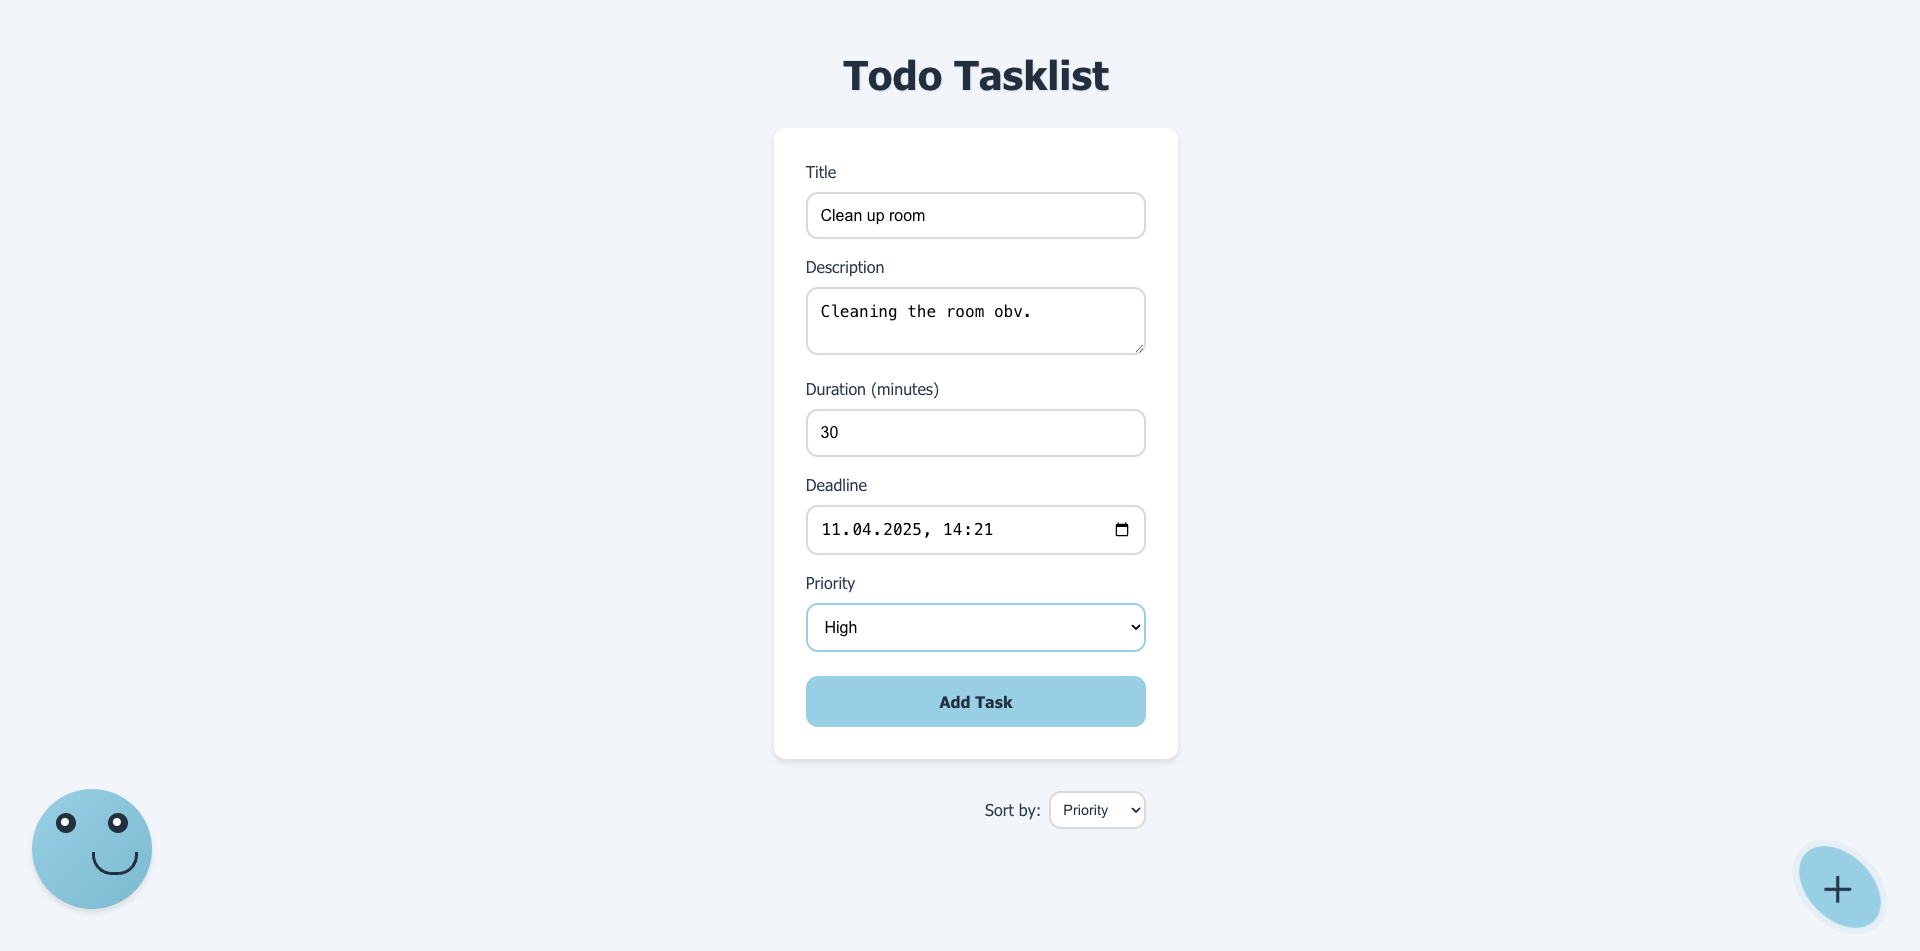 Todo Tasklist
Title
Clean up room
Description
Cleaning the room obv.
Duration (minutes)
30
Deadline
11.04.2025, 14:21
Priority
High
Add Task
Sort by: Priority
+